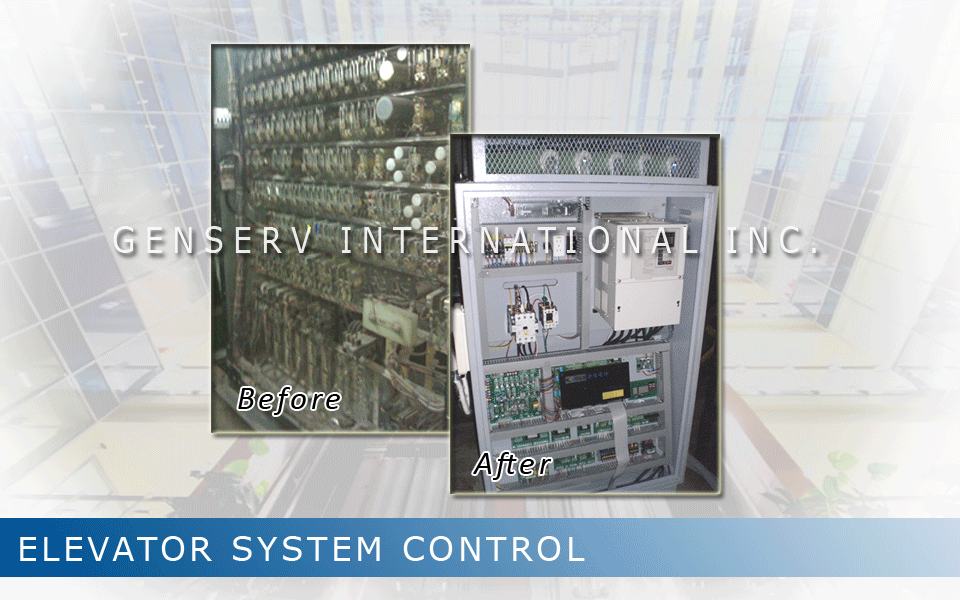 GENSERV INTERNATIONAL INC.
Before
After
ELEVATOR SYSTEM CONTROL